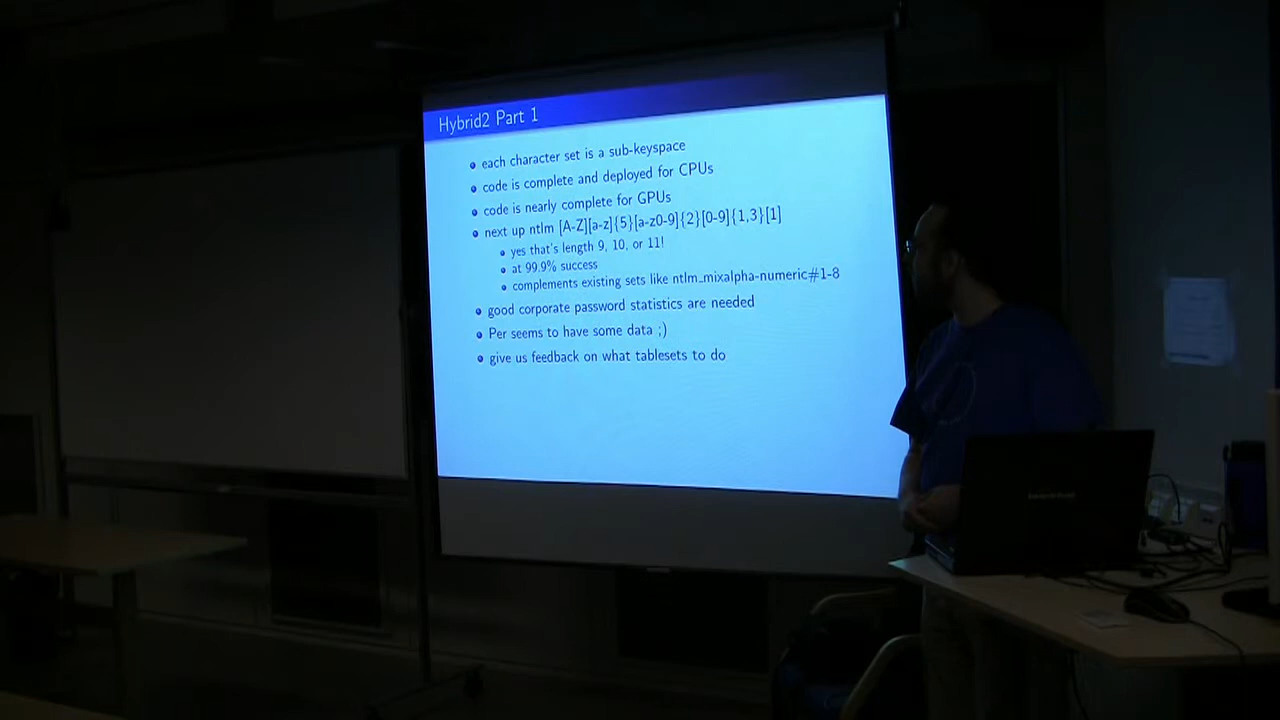 Hybrid2 Part 1
each character set is a sub-keyspace
code is complete and deployed for CPUs
code is nearly complete for GPUs
next up ntlm [A-Z][a-z]{5}[a-z0-9]{2}[0-9]{1,3}[1]
yes that's length 9, 10, or 11!
at 99.9% success
complements existing sets like ntlm_mixalpha-numeric#1-8
good corporate password statistics are needed
Per seems to have some data ;)
give us feedback on what tablesets to do